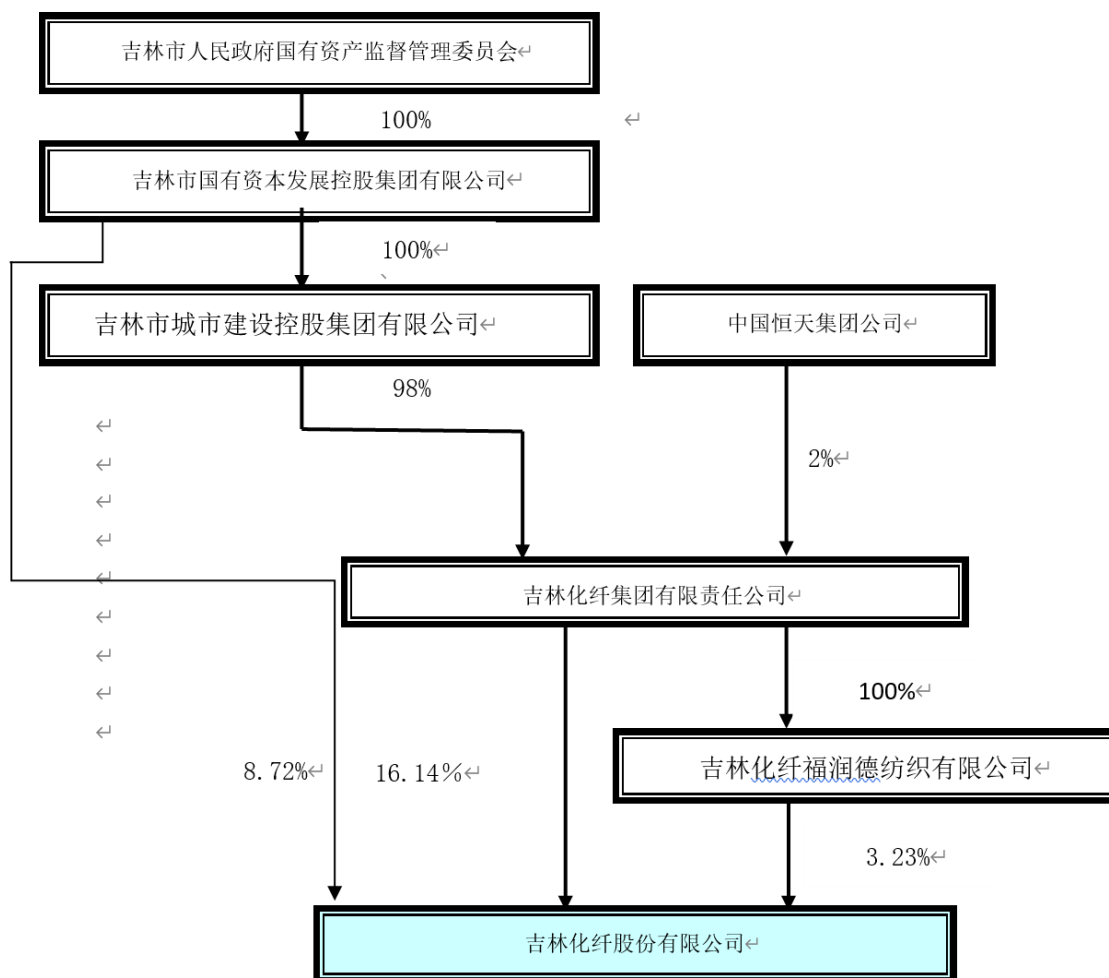 吉林市人民政府国有资产监督管理委员会↵
100%
↵
吉林市国有资本发展控股集团有限公司↵
100%↵
、
吉林市城市建设控股集团有限公司↵
中国恒天集团公司↵
98%
↵
2%↵
↵
↵
↵
↵
吉林化纤集团有限责任公司↵
↵
↵
↵
100%↵
↵
吉林化纤福润德纺织有限公司↵
8.72%↵
16.14%↵
3.23%↵
吉林化纤股份有限公司↵